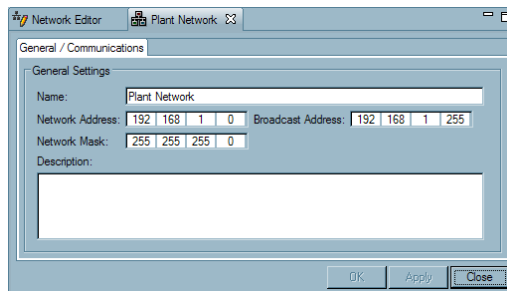 Network Editor Plant Network
General / Communications
General Settings
Name: Plant Network
Network Address: 192 168 1 0 Broadcast Address: 192 168 1 255
Network Mask: 255 255 255 0
Description:
OK Apply Close